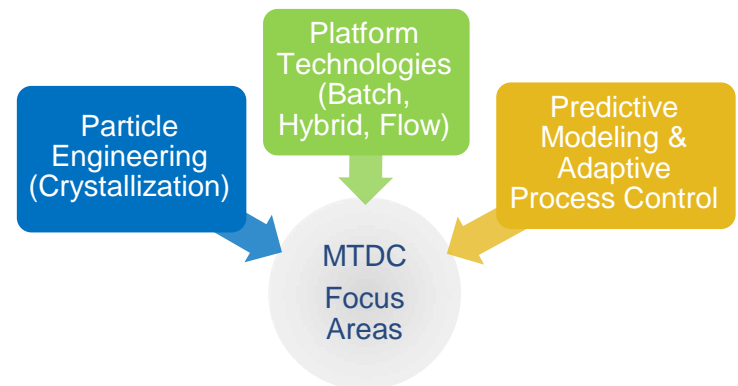 Platform
Technologies
(Batch,
Hybrid, Flow)
Particle
Engineering
(Crystallization)
Predictive
Modeling &
Adaptive
Process Control
MTDC
Focus
Areas